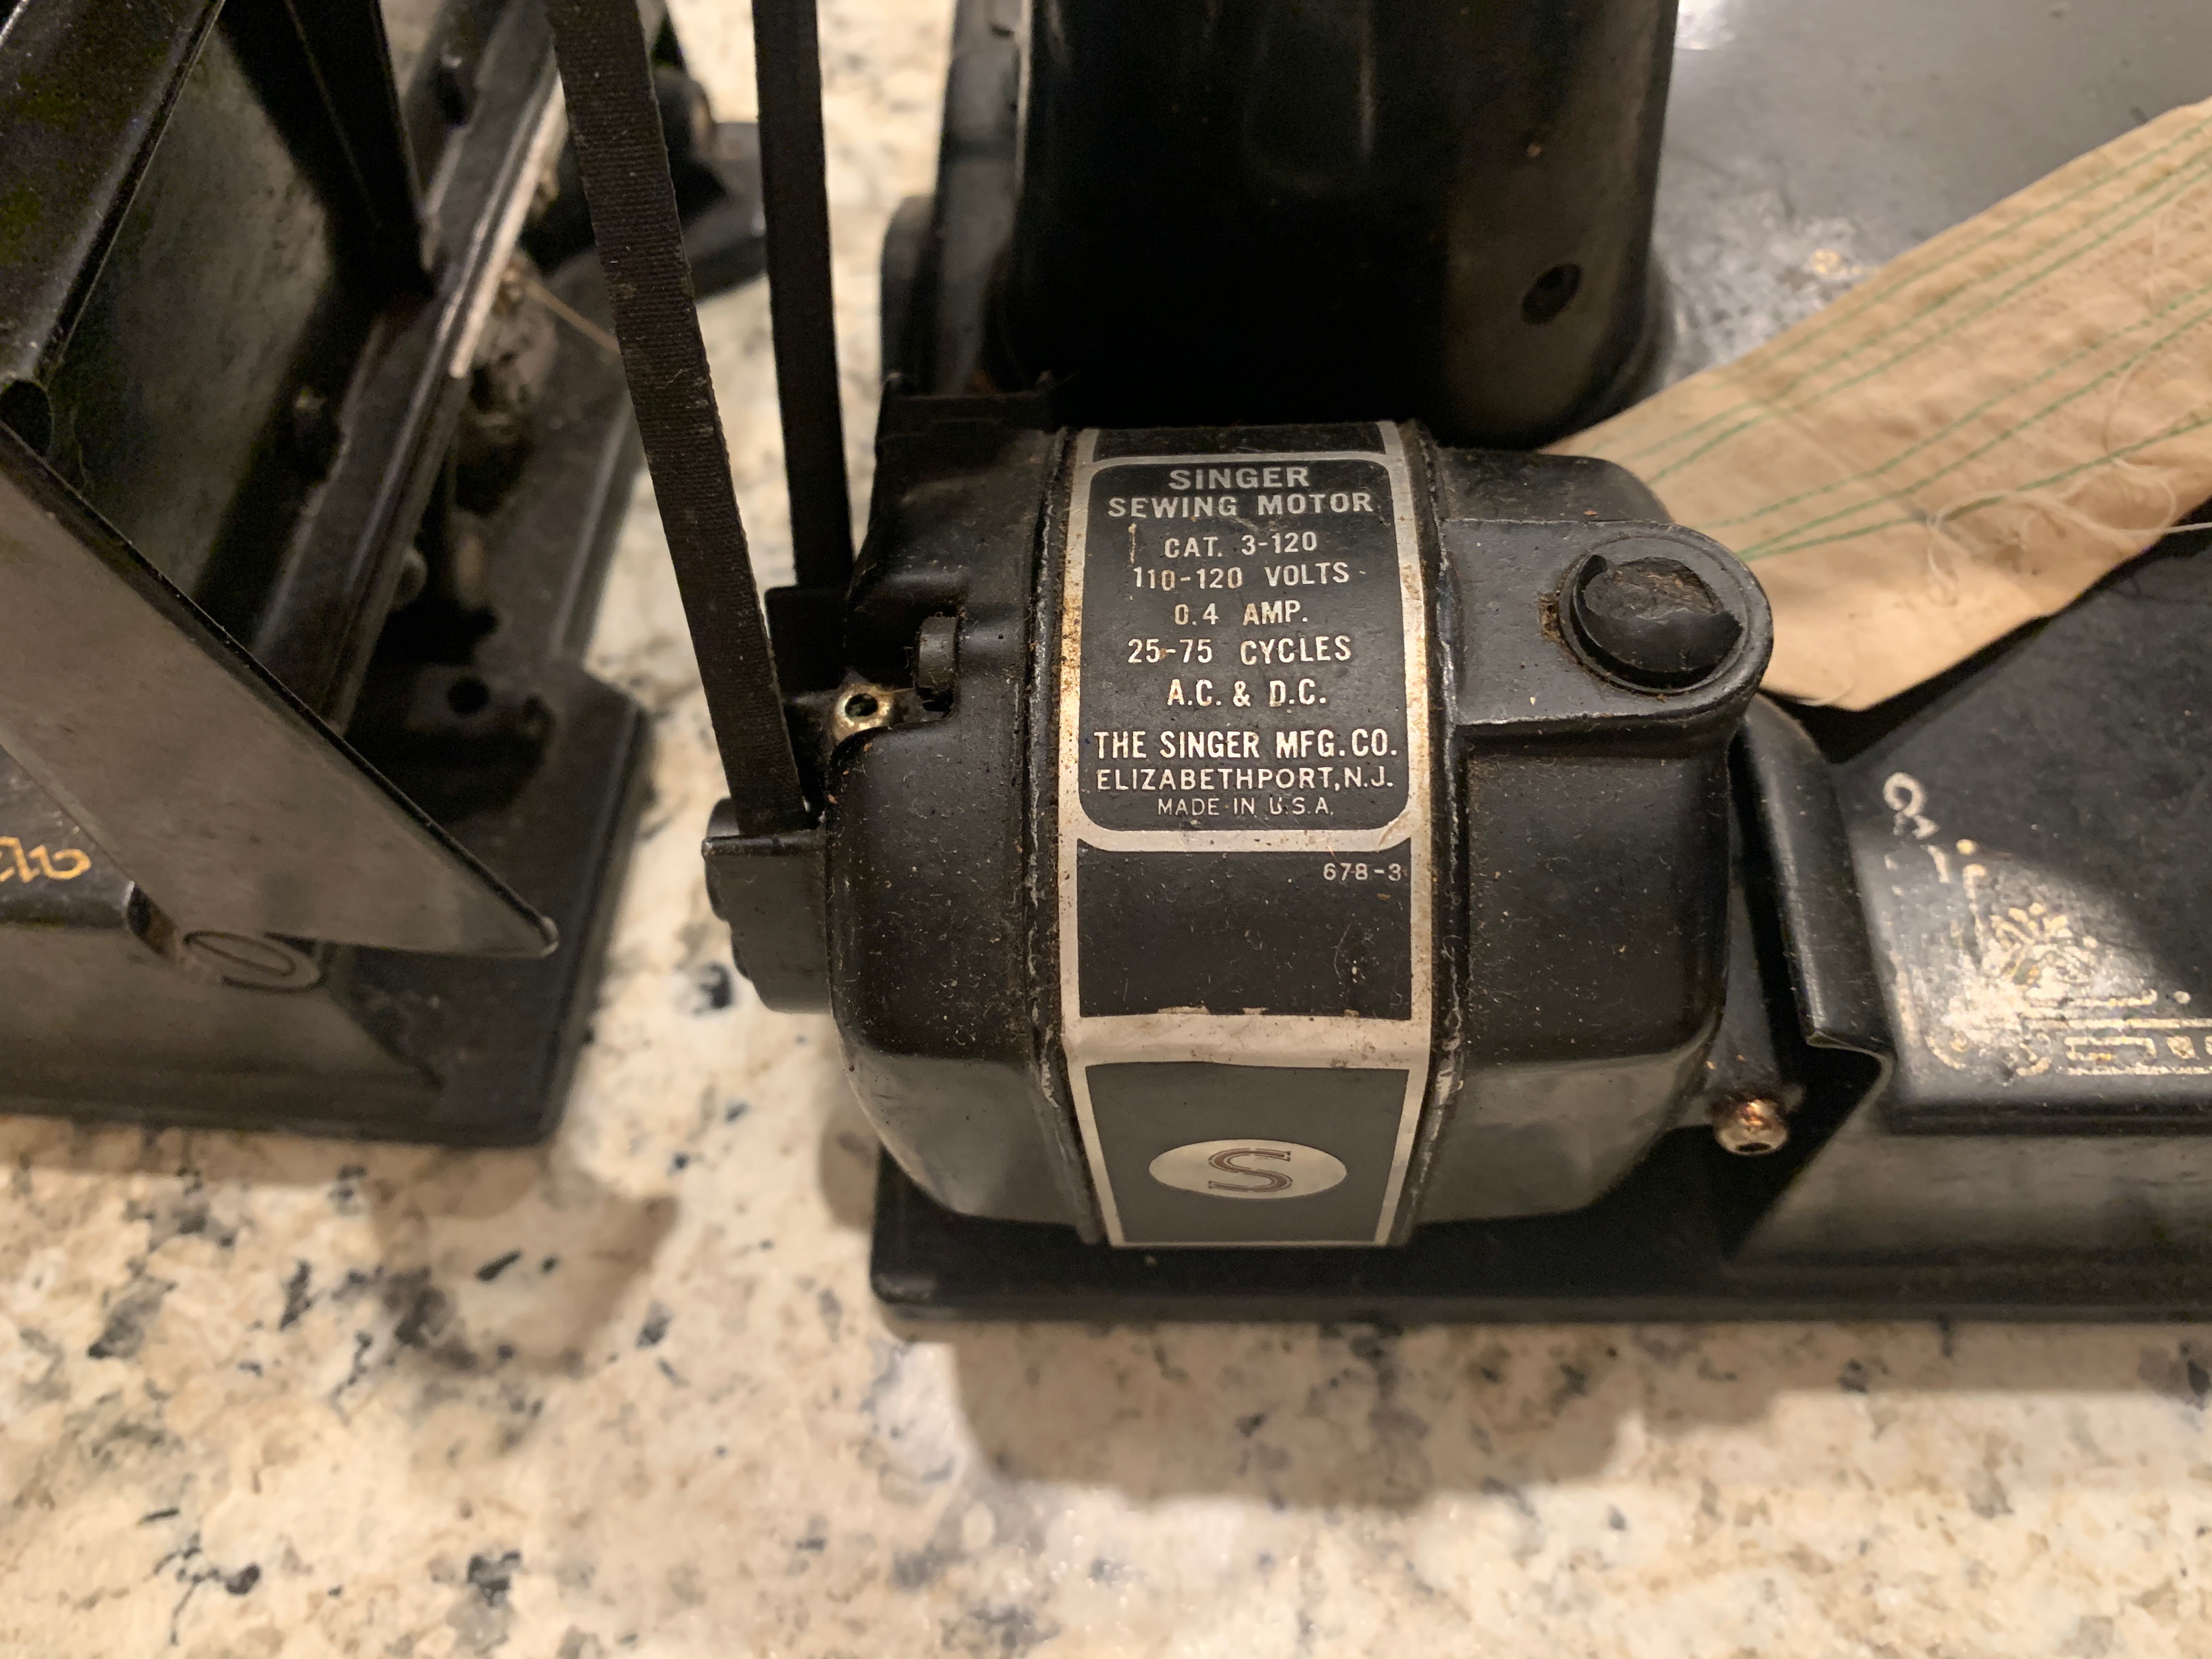 SINGER
SEWING MOTOR
CAT. 3-120
110-120 VOLTS
0.4 AMP.
25-75 CYCLES
A.C. & D.C.
THE SINGER MFG. CO.
ELIZABETHPORT, N.J.
MADE IN U.S.A.
678-3
S